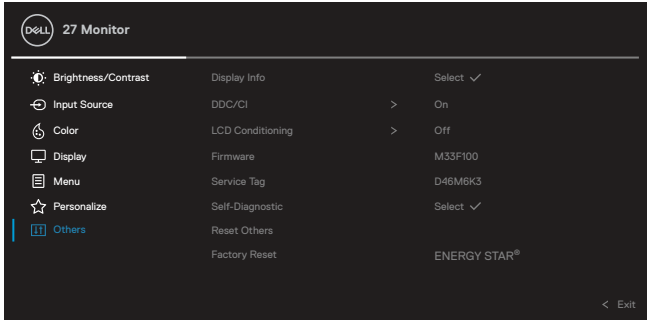 DELL 27 Monitor
Brightness/Contrast Display Info Select ✓
Input Source DDC/CI > On
Color LCD Conditioning > Off
Display Firmware M33F100
Menu Service Tag D46M6K3
Personalize Self-Diagnostic Select ✓
Others Reset Others
Factory Reset ENERGY STAR®
< Exit